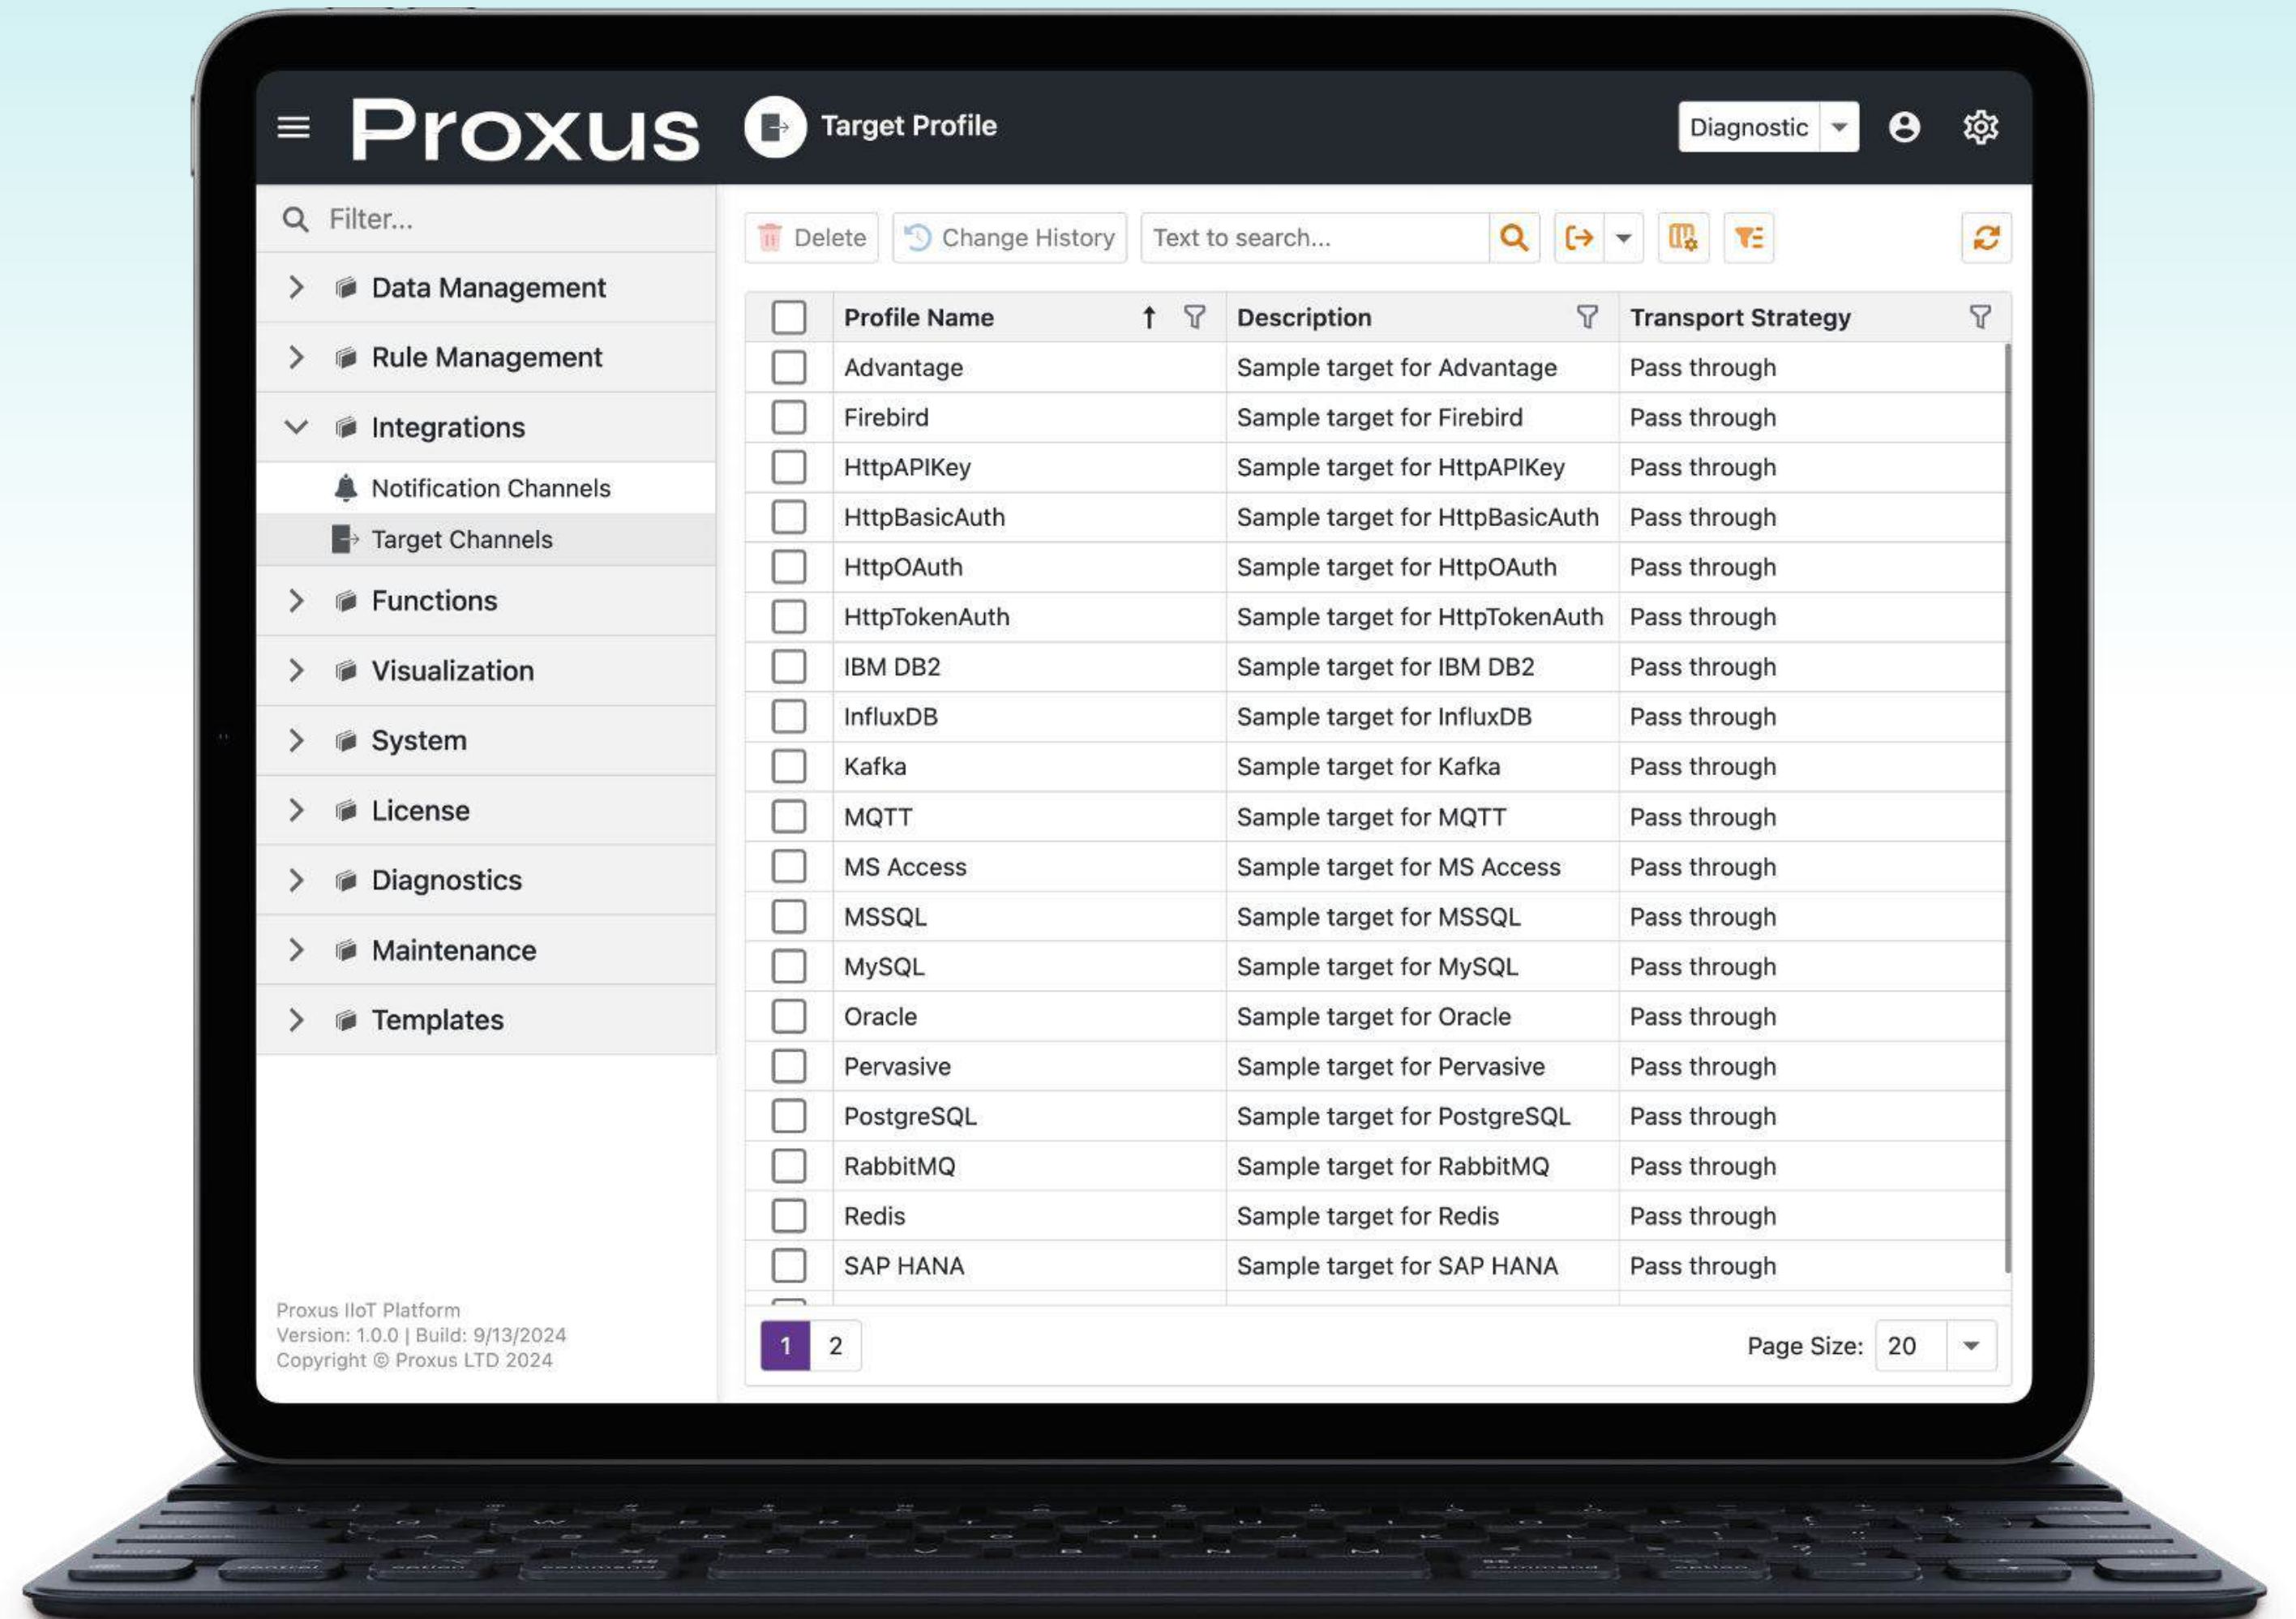 Proxus
Target Profile
Diagnostic
Filter...
Data Management
Rule Management
Integrations
Notification Channels
Target Channels
Functions
Visualization
System
License
Diagnostics
Maintenance
Templates
Proxus IIoT Platform
Version: 1.0.0 | Build: 9/13/2024
Copyright © Proxus LTD 2024
Delete Change History Text to search...
Profile Name Description Transport Strategy
Advantage Sample target for Advantage Pass through
Firebird Sample target for Firebird Pass through
HttpAPIKey Sample target for HttpAPIKey Pass through
HttpBasicAuth Sample target for HttpBasicAuth Pass through
HttpOAuth Sample target for HttpOAuth Pass through
HttpTokenAuth Sample target for HttpTokenAuth Pass through
IBM DB2 Sample target for IBM DB2 Pass through
InfluxDB Sample target for InfluxDB Pass through
Kafka Sample target for Kafka Pass through
MQTT Sample target for MQTT Pass through
MS Access Sample target for MS Access Pass through
MSSQL Sample target for MSSQL Pass through
MySQL Sample target for MySQL Pass through
Oracle Sample target for Oracle Pass through
Pervasive Sample target for Pervasive Pass through
PostgreSQL Sample target for PostgreSQL Pass through
RabbitMQ Sample target for RabbitMQ Pass through
Redis Sample target for Redis Pass through
SAP HANA Sample target for SAP HANA Pass through
1 2 Page Size: 20